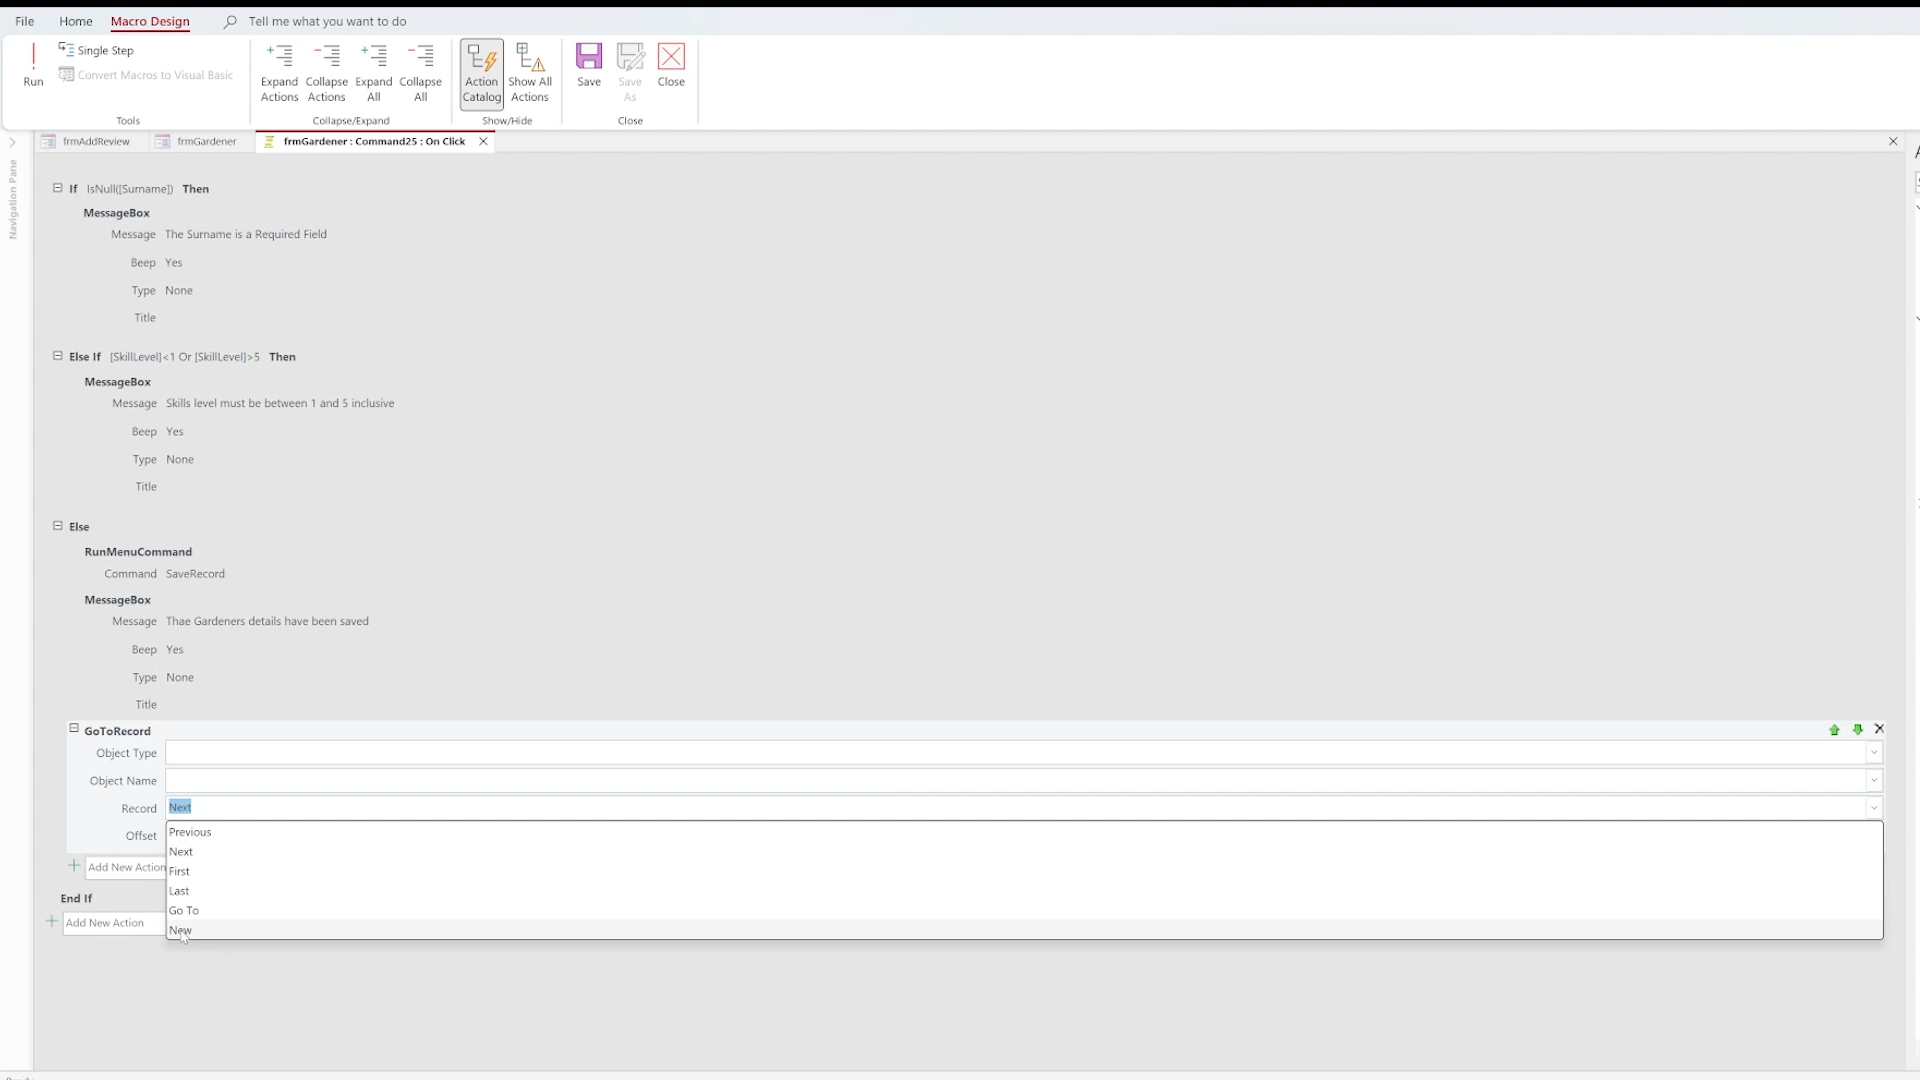 File Home Macro Design Tell me what you want to do
Run
Single Step
Convert Macros to Visual Basic
Tools
Expand Actions
Collapse Actions
Expand All
Collapse All
Collapse/Expand
Action Catalog
Show All Actions
Show/Hide
Save
Save As
Close
Close
frmAddReview frmGardener frmGardener : Command25 : On Click
Navigation Pane
If IsNull([Surname]) Then
MessageBox
Message The Surname is a Required Field
Beep Yes
Type None
Title
Else If [SkillLevel]<1 Or [SkillLevel]>5 Then
MessageBox
Message Skills level must be between 1 and 5 inclusive
Beep Yes
Type None
Title
Else
RunMenuCommand
Command SaveRecord
MessageBox
Message Thae Gardeners details have been saved
Beep Yes
Type None
Title
GoToRecord
Object Type
Object Name
Record Next
Offset
Previous
Next
First
Last
Go To
New
Add New Action
End If
Add New Action